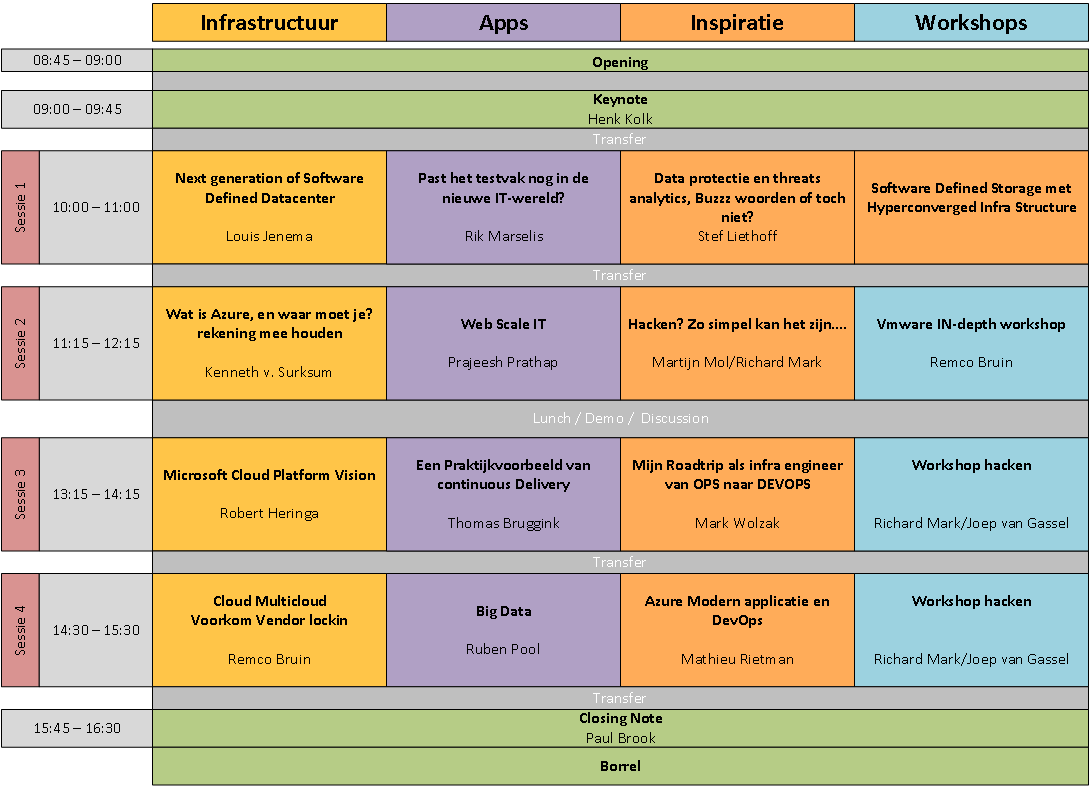 Infrastructuur
Apps
Inspiratie
Workshops
08:45 – 09:00
Opening
09:00 – 09:45
Keynote
Henk Kolk
Transfer
Sessie 1
10:00 – 11:00
Next generation of Software
Defined Datacenter
Louis Jenema
Past het testvak nog in de
nieuwe IT-wereld?
Rik Marselis
Data protectie en threats
analytics, Buzzz woorden of toch
niet?
Stef Liethoff
Software Defined Storage met
Hyperconverged Infra Structure
Transfer
Sessie 2
11:15 – 12:15
Wat is Azure, en waar moet je?
rekening mee houden
Kenneth v. Surksum
Web Scale IT
Prajeesh Prathap
Hacken? Zo simpel kan het zijn....
Martijn Mol/Richard Mark
Vmware IN-depth workshop
Remco Bruin
Lunch / Demo / Discussion
Sessie 3
13:15 – 14:15
Microsoft Cloud Platform Vision
Robert Heringa
Een Praktijkvoorbeeld van
continuous Delivery
Thomas Bruggink
Mijn Roadtrip als infra engineer
van OPS naar DEVOPS
Mark Wolzak
Workshop hacken
Richard Mark/Joep van Gassel
Transfer
Sessie 4
14:30 – 15:30
Cloud Multicloud
Voorkom Vendor lockin
Remco Bruin
Big Data
Ruben Pool
Azure Modern applicatie en
DevOps
Mathieu Rietman
Workshop hacken
Richard Mark/Joep van Gassel
Transfer
15:45 – 16:30
Closing Note
Paul Brook
Borrel